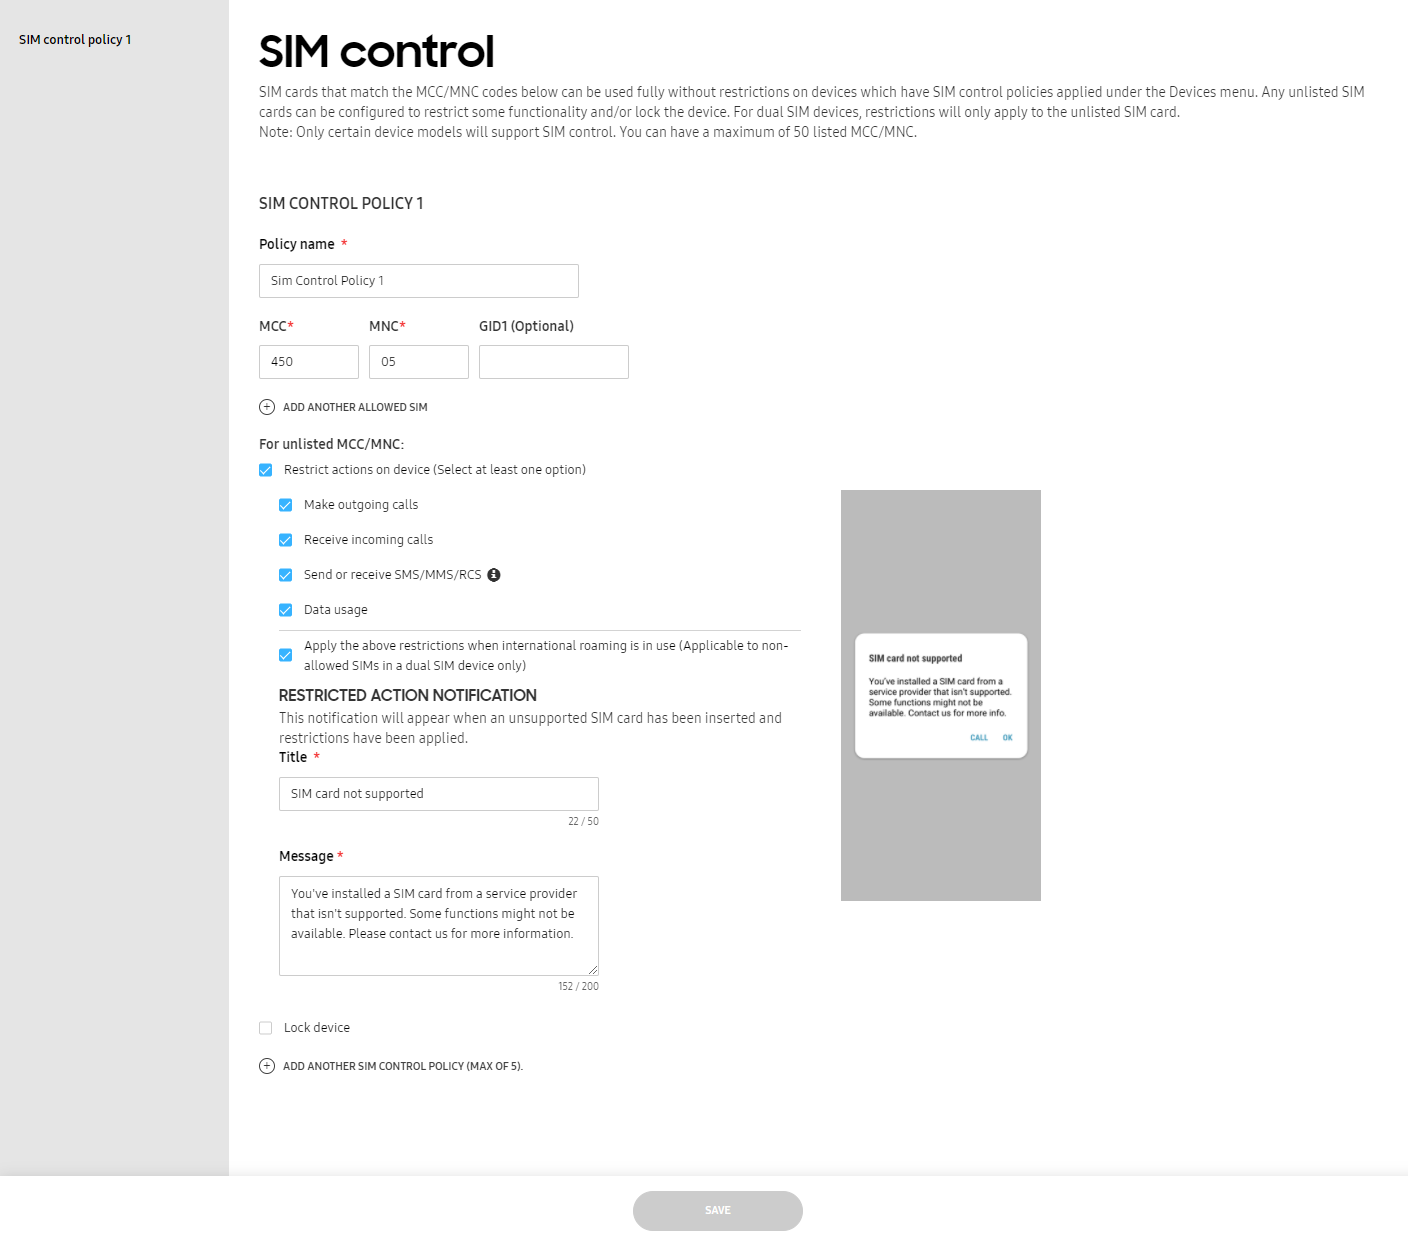 SIM control policy 1
SIM control
SIM cards that match the MCC/MNC codes below can be used fully without restrictions on devices which have SIM control policies applied under the Devices menu. Any unlisted SIM
cards can be configured to restrict some functionality and/or lock the device. For dual SIM devices, restrictions will only apply to the unlisted SIM card.
Note: Only certain device models will support SIM control. You can have a maximum of 50 listed MCC/MNC.
SIM CONTROL POLICY 1
Policy name *
Sim Control Policy 1
MCC* MNC* GID1 (Optional)
450 05
ADD ANOTHER ALLOWED SIM
For unlisted MCC/MNC:
Restrict actions on device (Select at least one option)
Make outgoing calls
Receive incoming calls
Send or receive SMS/MMS/RCS
Data usage
Apply the above restrictions when international roaming is in use (Applicable to non-
allowed SIMs in a dual SIM device only)
RESTRICTED ACTION NOTIFICATION
This notification will appear when an unsupported SIM card has been inserted and
restrictions have been applied.
Title *
SIM card not supported
22 / 50
Message *
You've installed a SIM card from a service provider
that isn't supported. Some functions might not be
available. Please contact us for more information.
152 / 200
Lock device
ADD ANOTHER SIM CONTROL POLICY (MAX OF 5).
SIM card not supported
You've installed a SIM card from a
service provider that isn't supported.
Some functions might not be
available. Contact us for more info.
CALL OK
SAVE